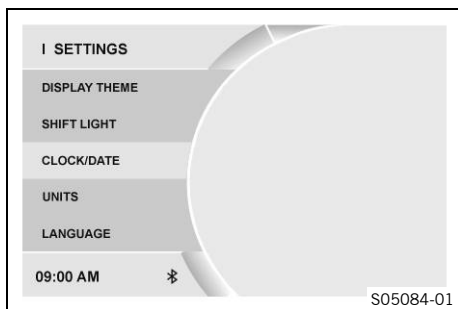 I SETTINGS
DISPLAY THEME
SHIFT LIGHT
CLOCK/DATE
UNITS
LANGUAGE
09:00 AM
S05084-01